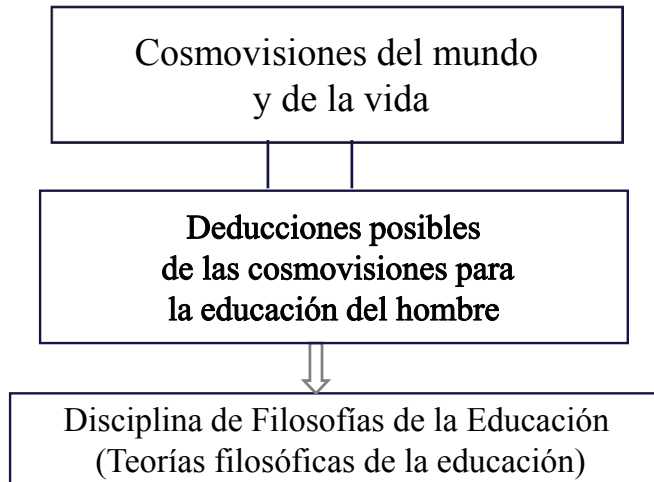 Cosmovisiones del mundo
y de la vida
Deducciones posibles
de las cosmovisiones para
la educación del hombre
Disciplina de Filosofías de la Educación
(Teorías filosóficas de la educación)